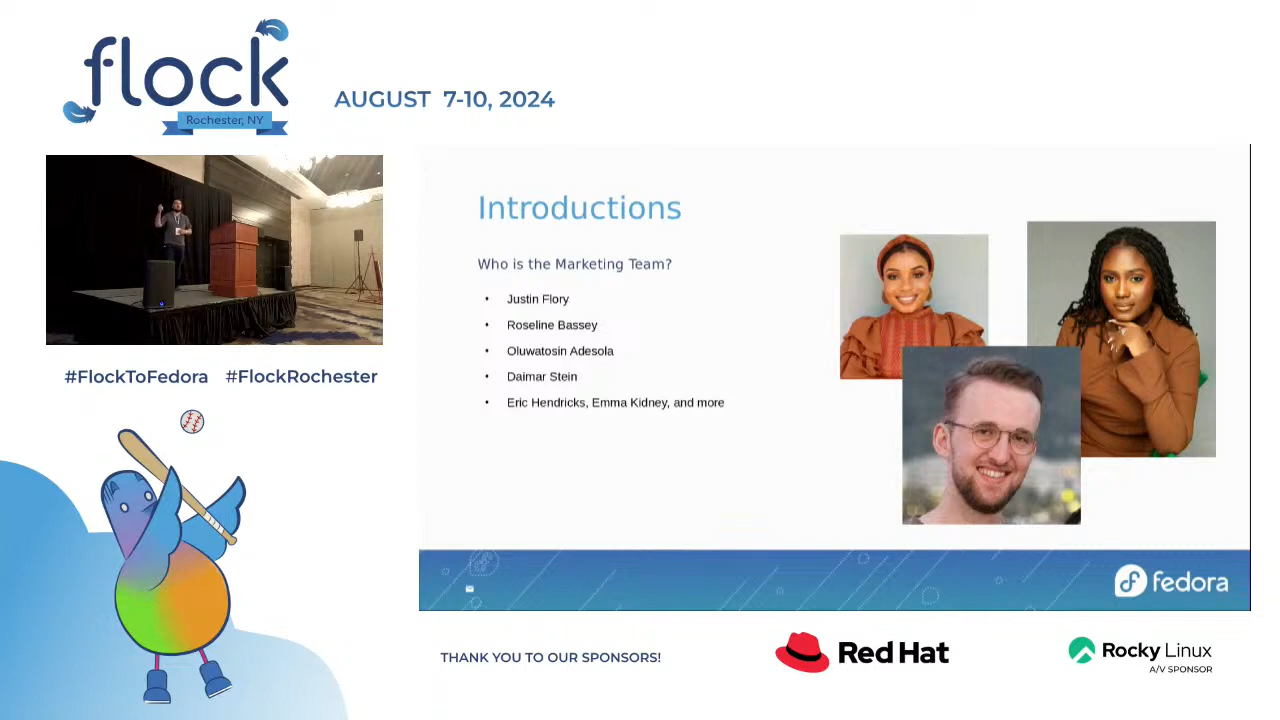 flock
Rochester, NY
AUGUST 7-10, 2024
Introductions
Who is the Marketing Team?
• Justin Flory
• Roseline Bassey
• Oluwatosin Adesola
• Daimar Stein
• Eric Hendricks, Emma Kidney, and more
#FlockToFedora #FlockRochester
fedora
THANK YOU TO OUR SPONSORS!
Red Hat
Rocky Linux
A/V SPONSOR